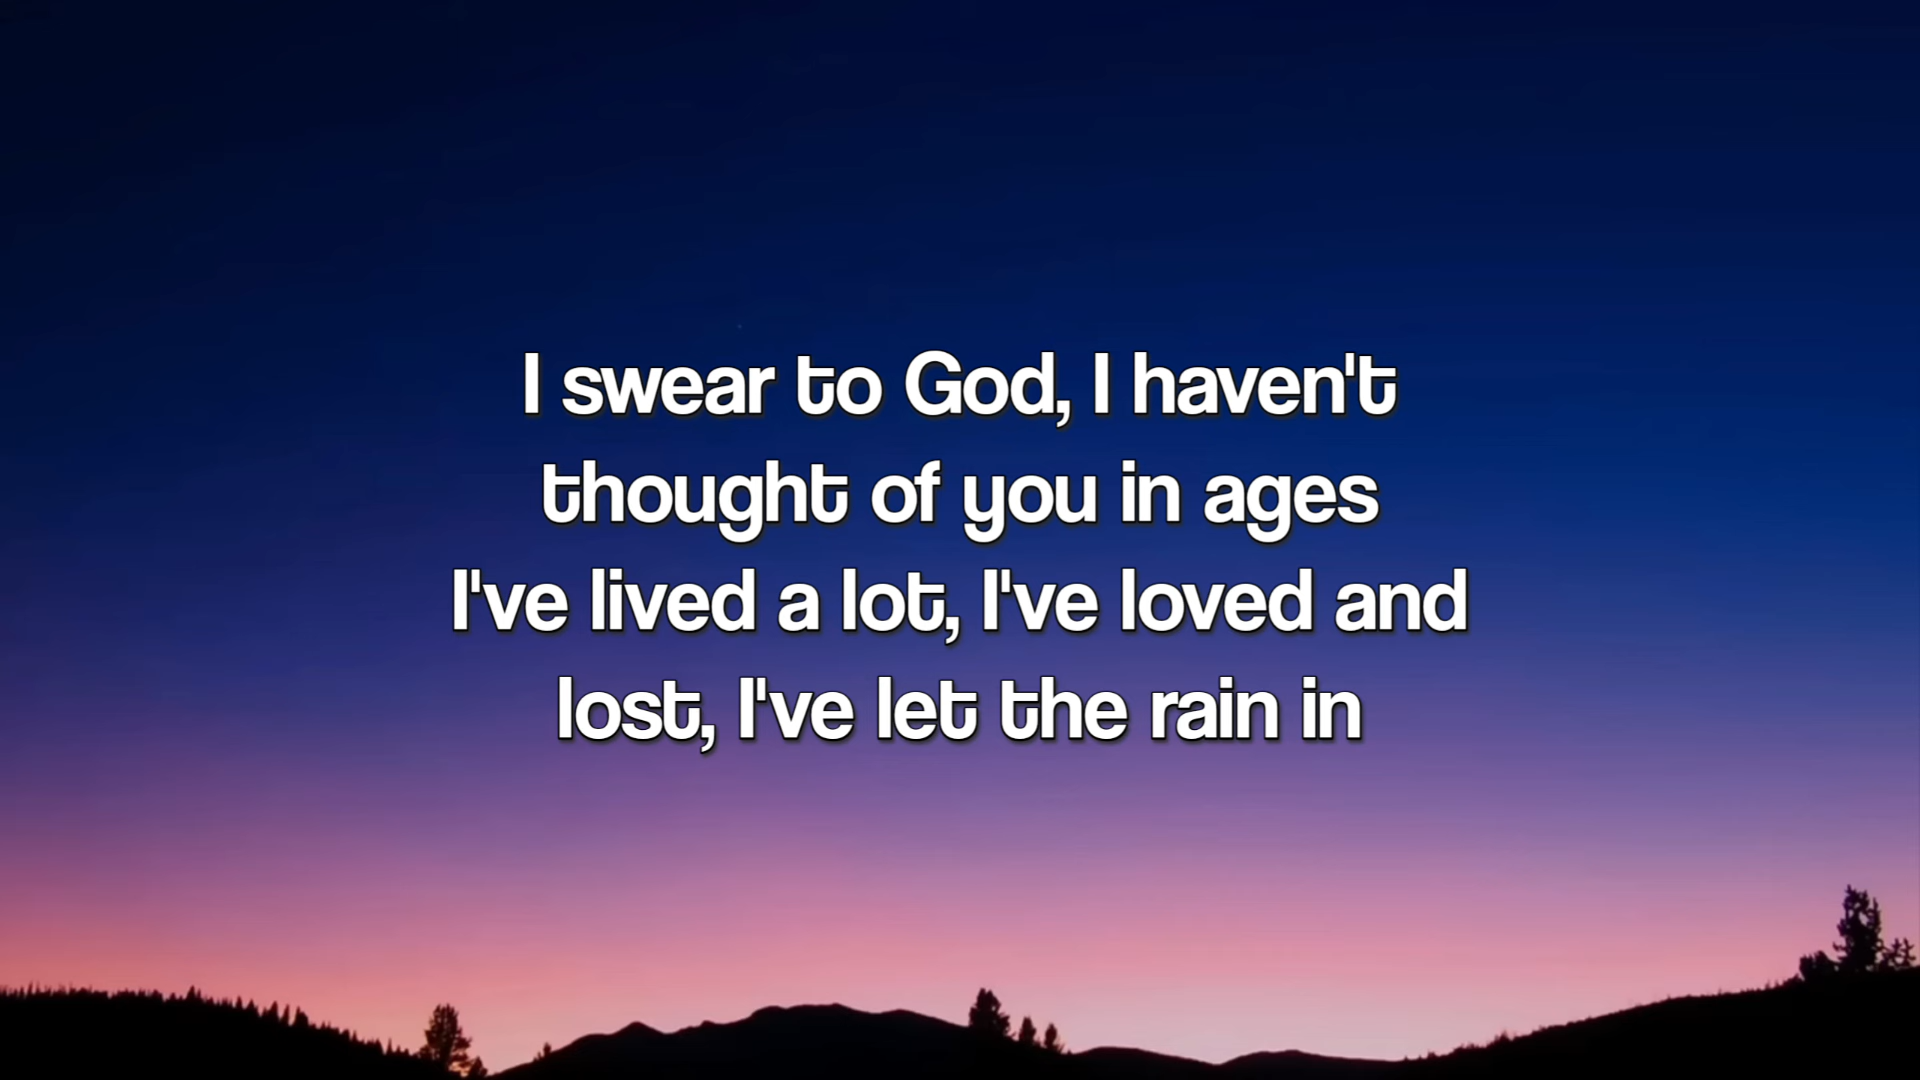 I swear to God, I haven't
thought of you in ages
I've lived a lot, I've loved and
lost, I've let the rain in